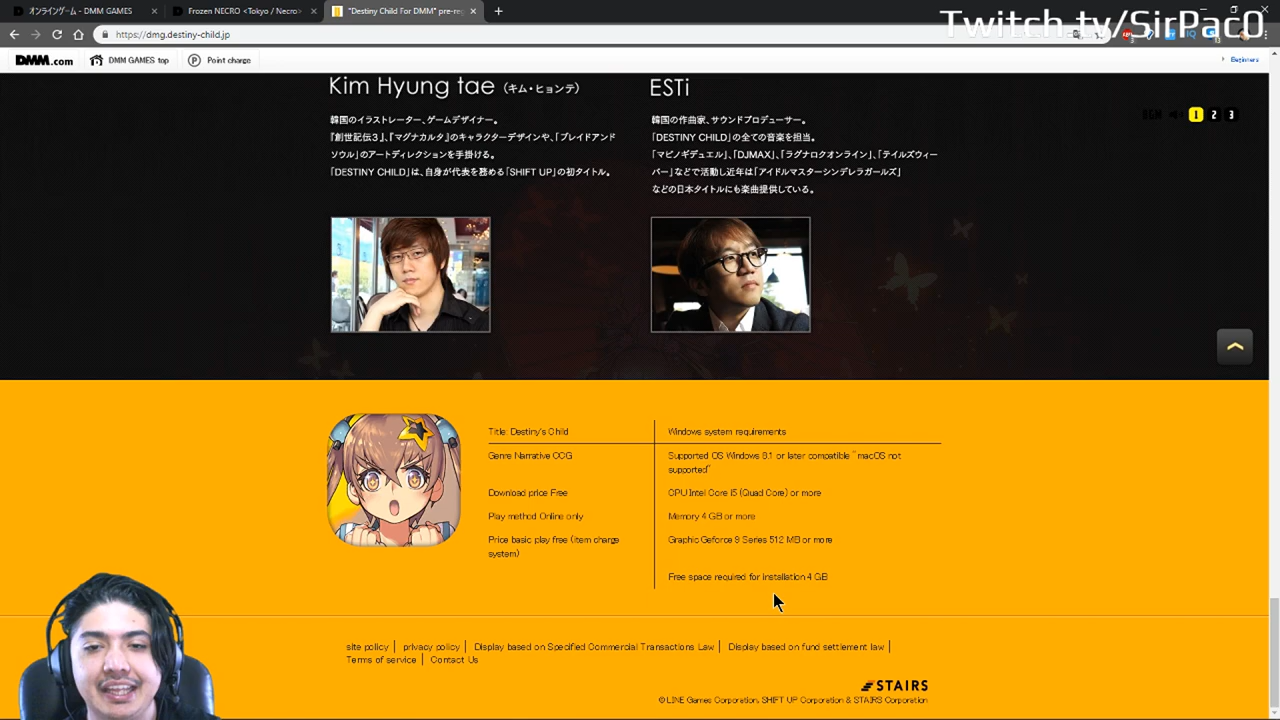 オンラインゲーム - DMM GAMES
Frozen NECRO <Tokyo / Necro>
"Destiny Child For DMM" pre-re
Twitch.tv/SirPac0
https://dmg.destiny-child.jp
DMM.com
DMM GAMES top
Point charge
Beginners
Kim Hyung tae (キム・ヒョンテ)
韓国のイラストレーター、ゲームデザイナー。
『創世記伝3』、『マグナカルタ』のキャラクターデザインや、『ブレイドアンド
ソウル』のアートディレクションを手掛ける。
「DESTINY CHILD」は、自身が代表を務める「SHIFT UP」の初タイトル。
ESTi
韓国の作曲家、サウンドプロデューサー。
「DESTINY CHILD」の全ての音楽を担当。
「マビノギデュエル」、「DJMAX」、「ラグナロクオンライン」、「テイルズウィー
バー」などで活動し近年は「アイドルマスターシンデレラガールズ」
などの日本タイトルにも楽曲提供している。
BGM 1 2 3
Title: Destiny's Child
Genre Narrative CCG
Download price Free
Play method Online only
Price basic play free (item charge
system)
Windows system requirements
Supported OS Windows 8.1 or later compatible "macOS not
supported"
CPU Intel Core i5 (Quad Core) or more
Memory 4 GB or more
Graphic Geforce 9 Series 512 MB or more
Free space required for installation 4 GB
site policy | privacy policy | Display based on Specified Commercial Transactions Law | Display based on fund settlement law |
Terms of service | Contact Us
STAIRS
© LINE Games Corporation, SHIFT UP Corporation & STAIRS Corporation